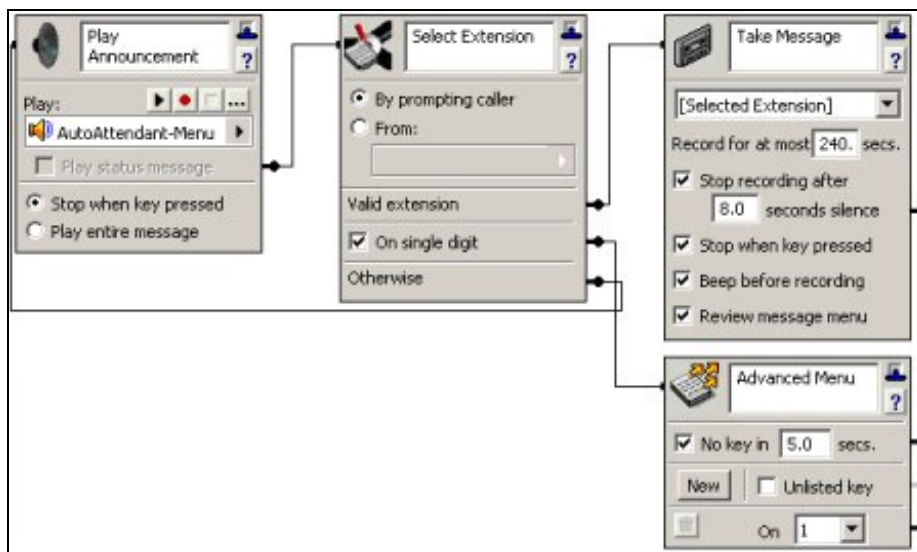 Play
Announcement
?
Play:
...
AutoAttendant-Menu
Play status message
Stop when key pressed
Play entire message
Select Extension
?
By prompting caller
From:
Valid extension
On single digit
Otherwise
Take Message
?
[Selected Extension]
Record for at most 240. secs.
Stop recording after
8.0 seconds silence
Stop when key pressed
Beep before recording
Review message menu
Advanced Menu
?
No key in 5.0 secs.
New Unlisted key
On 1